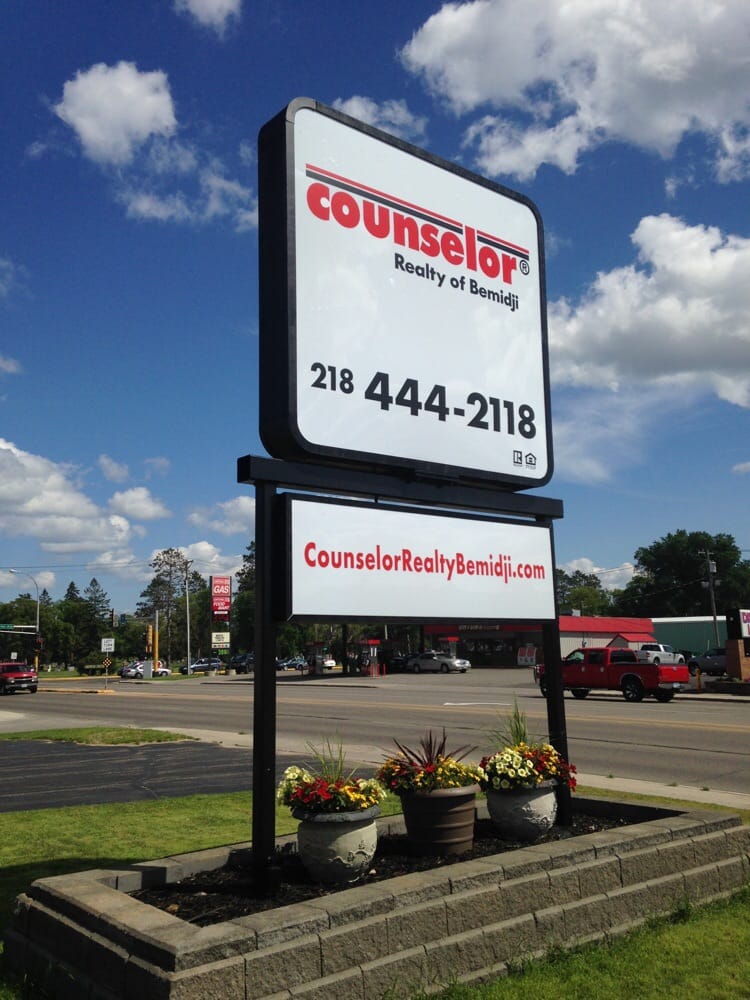 counselor®
Realty of Bemidji
218 444-2118
CounselorRealtyBemidji.com
GAS